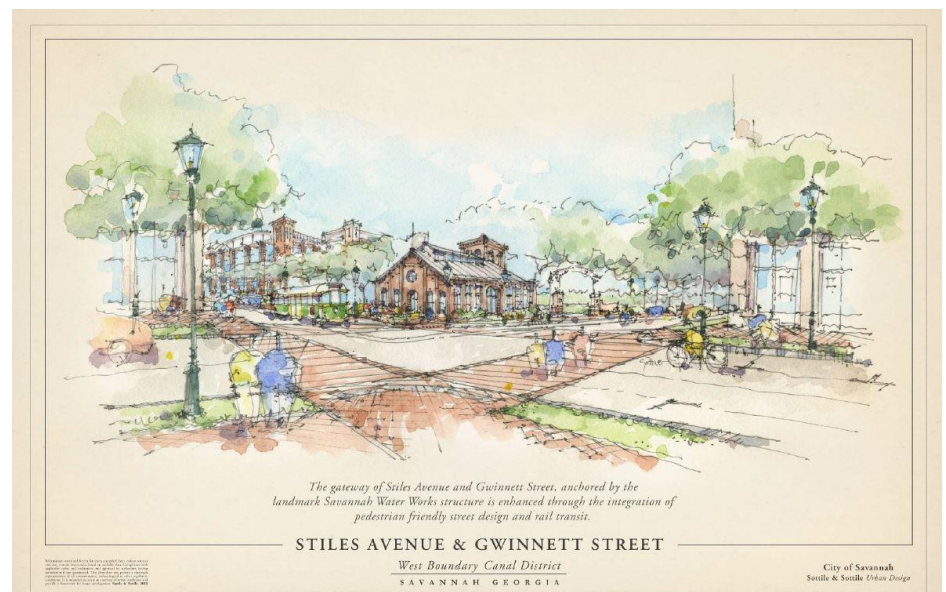 The gateway of Stiles Avenue and Gwinnett Street, anchored by the
landmark Savannah Water Works structure is enhanced through the integration of
pedestrian friendly street design and rail transit.
STILES AVENUE & GWINNETT STREET
West Boundary Canal District
SAVANNAH GEORGIA
City of Savannah
Sottile & Sottile Urban Design